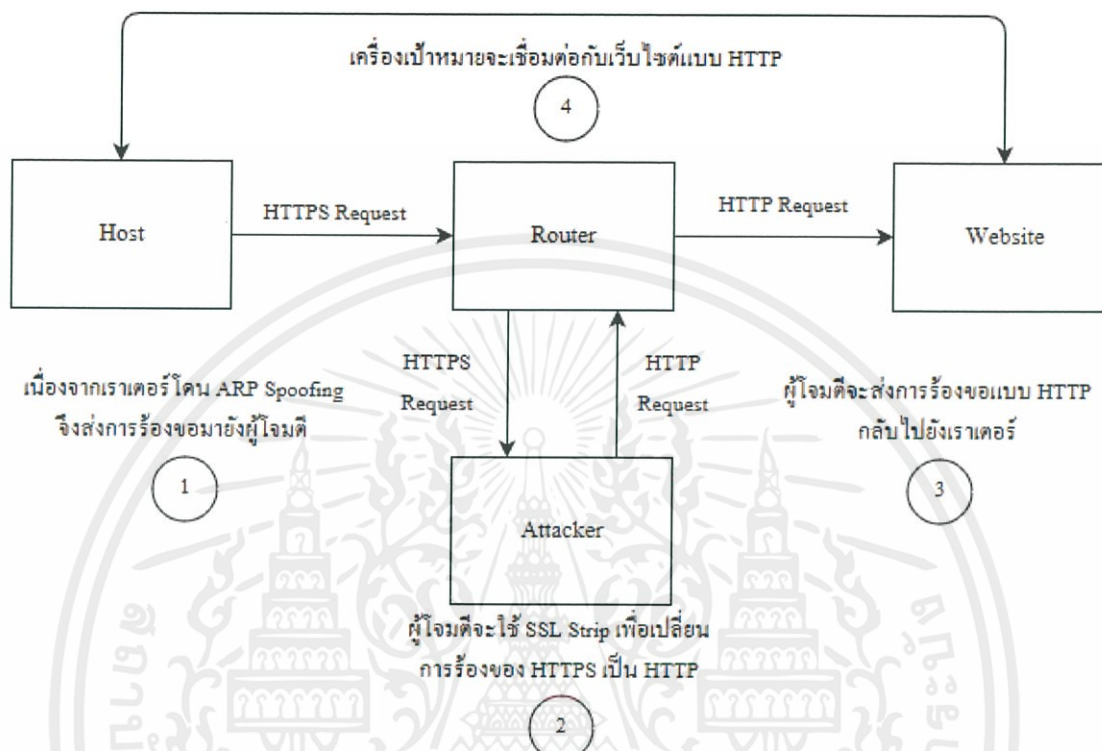 เครื่องเป้าหมายจะเชื่อมต่อกับเว็บไซต์แบบ HTTP
4
Host
HTTPS Request
Router
HTTP Request
Website
เนื่องจากเราเตอร์โดน ARP Spoofing
จึงส่งการร้องขอมายังผู้โจมตี
1
HTTPS
Request
HTTP
Request
ผู้โจมตีจะส่งการร้องขอแบบ HTTP
กลับไปยังเราเตอร์
3
Attacker
ผู้โจมตีจะใช้ SSL Strip เพื่อเปลี่ยน
การร้องของ HTTPS เป็น HTTP
2